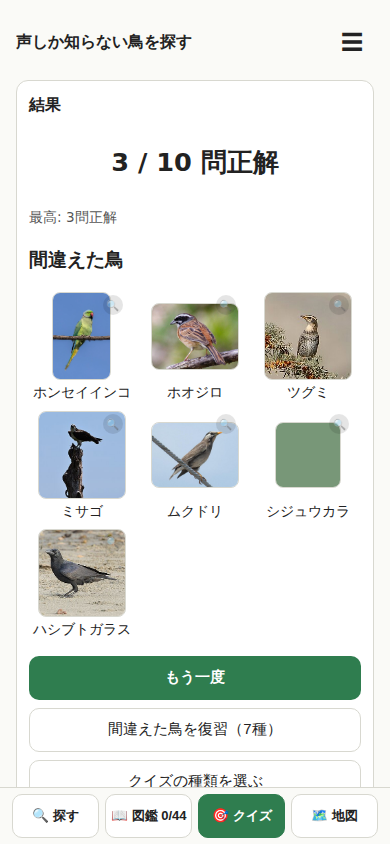 声しか知らない鳥を探す
結果
3 / 10 問正解
最高: 3問正解
間違えた鳥
ホンセイインコ
ホオジロ
ツグミ
ミサゴ
ムクドリ
シジュウカラ
ハシブトガラス
もう一度
間違えた鳥を復習（7種）
クイズの種類を選ぶ
探す
図鑑 0/44
クイズ
地図